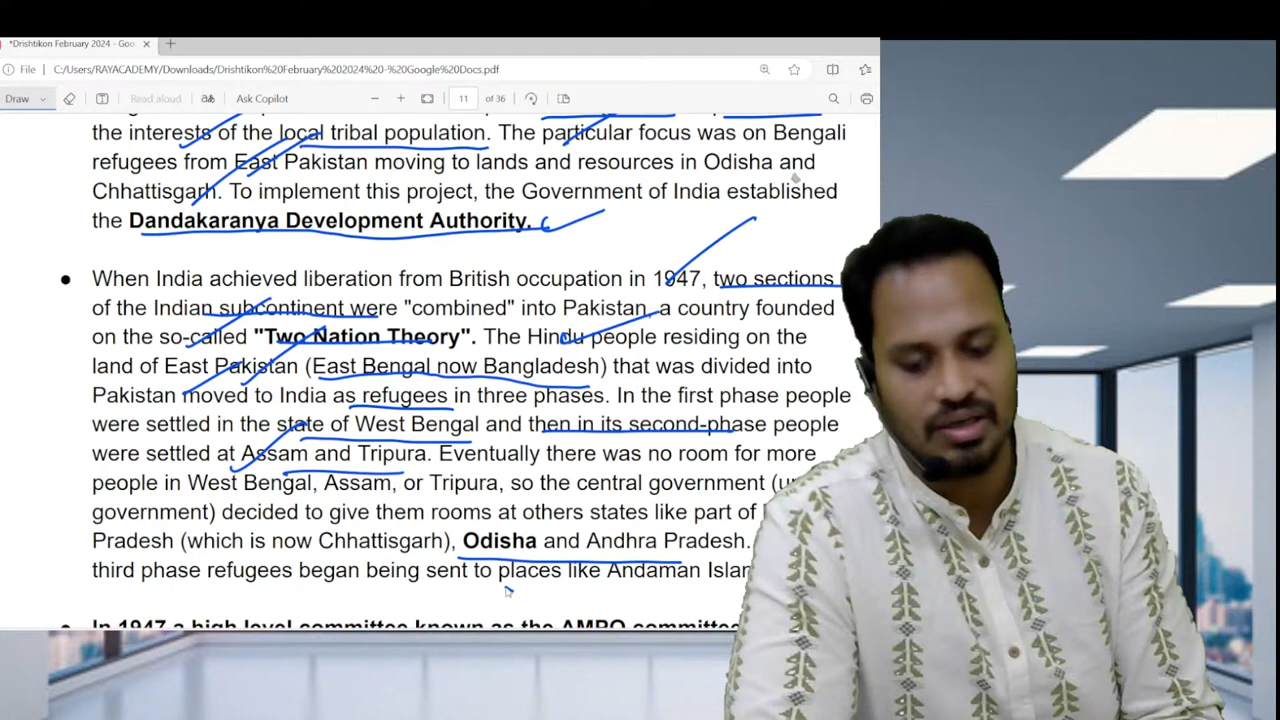 *Drishtikon February 2024 - Goo
File C:/Users/RAYACADEMY/Downloads/Drishtikon%20February%202024%20-%20Google%20Docs.pdf
Draw Read aloud Ask Copilot 11 of 36
the interests of the local tribal population. The particular focus was on Bengali
refugees from East Pakistan moving to lands and resources in Odisha and
Chhattisgarh. To implement this project, the Government of India established
the Dandakaranya Development Authority.
● When India achieved liberation from British occupation in 1947, two sections
of the Indian subcontinent were "combined" into Pakistan, a country founded
on the so-called "Two Nation Theory". The Hindu people residing on the
land of East Pakistan (East Bengal now Bangladesh) that was divided into
Pakistan moved to India as refugees in three phases. In the first phase people
were settled in the state of West Bengal and then in its second-phase people
were settled at Assam and Tripura. Eventually there was no room for more
people in West Bengal, Assam, or Tripura, so the central government
government) decided to give them rooms at others states like part of
Pradesh (which is now Chhattisgarh), Odisha and Andhra Pradesh.
third phase refugees began being sent to places like Andaman
● In 1947 a high level committee known as the AMPO committee